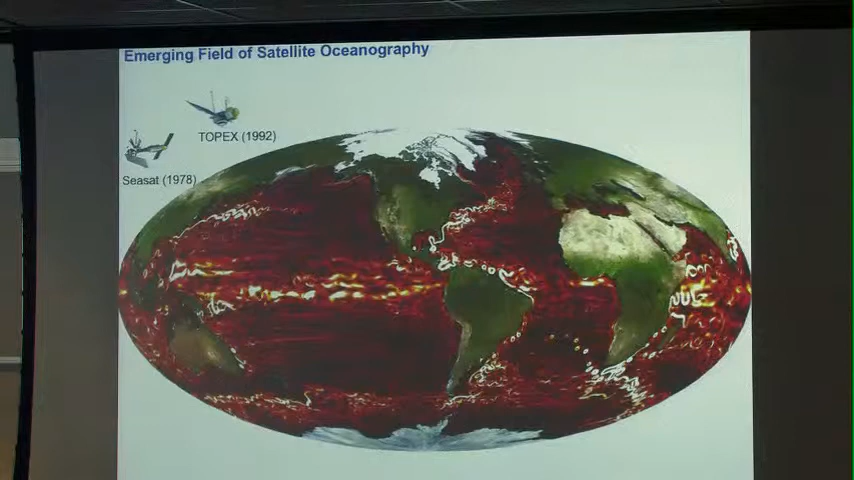 Emerging Field of Satellite Oceanography
TOPEX (1992)
Seasat (1978)